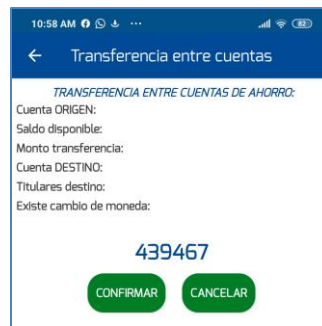 10:58 AM ... 82
Transferencia entre cuentas
TRANSFERENCIA ENTRE CUENTAS DE AHORRO:
Cuenta ORIGEN:
Saldo disponible:
Monto transferencia:
Cuenta DESTINO:
Titulares destino:
Existe cambio de moneda:
439467
CONFIRMAR CANCELAR